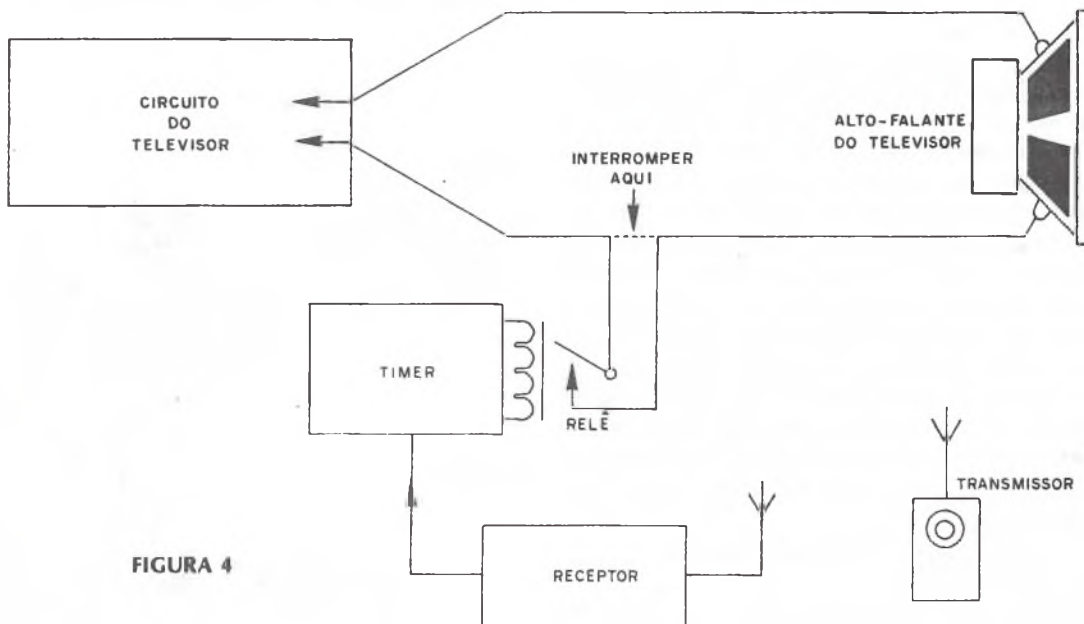 CIRCUITO
DO
TELEVISOR
ALTO-FALANTE
DO TELEVISOR
INTERROMPER
AQUI
TIMER
RELÊ
TRANSMISSOR
RECEPTOR
FIGURA 4